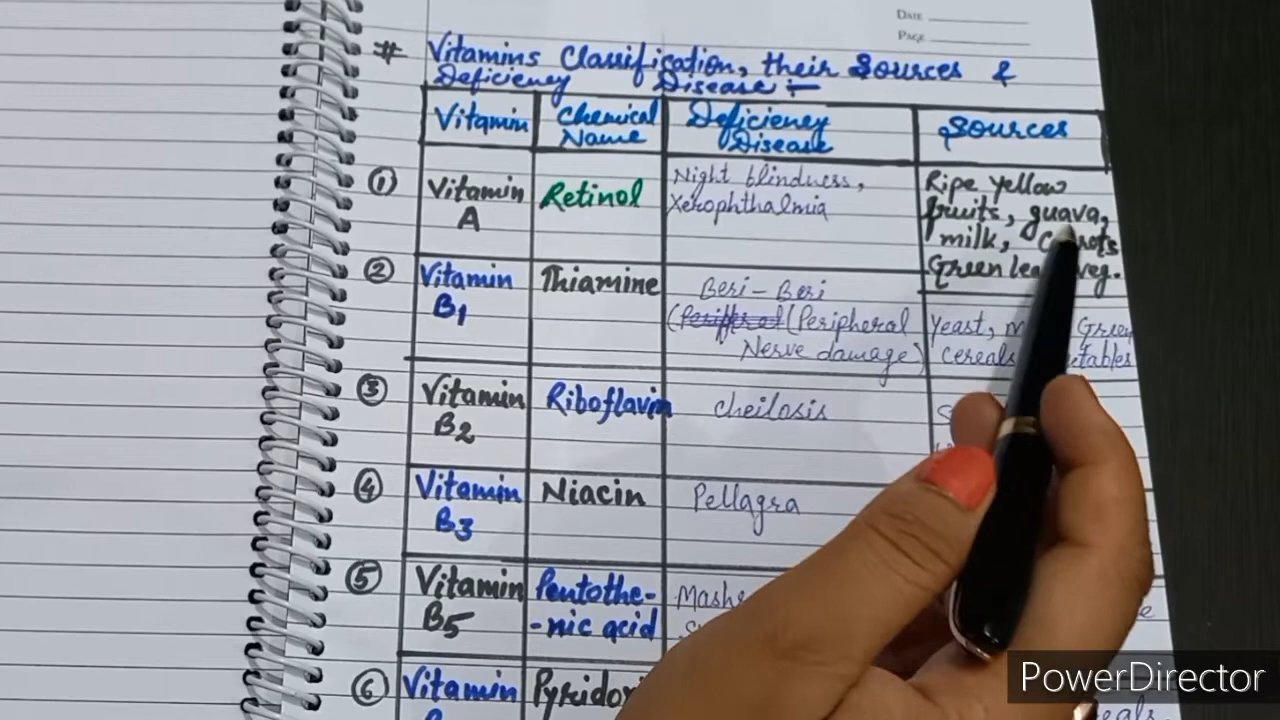 DATE
PAGE
# Vitamins Classification, their Sources &
Deficiency Disease :-
Vitamin Chemical Name Deficiency Disease Sources
① Vitamin A Retinol Night blindness, Xerophthalmia Ripe yellow fruits, guava, milk, Green veg.
② Vitamin B1 Thiamine Beri-Beri (Peripheral Nerve damage) Yeast, Green cereals
③ Vitamin B2 Riboflavin cheilosis
④ Vitamin B3 Niacin Pellagra
⑤ Vitamin B5 Pentothe- -nic acid
⑥ Vitamin
PowerDirector